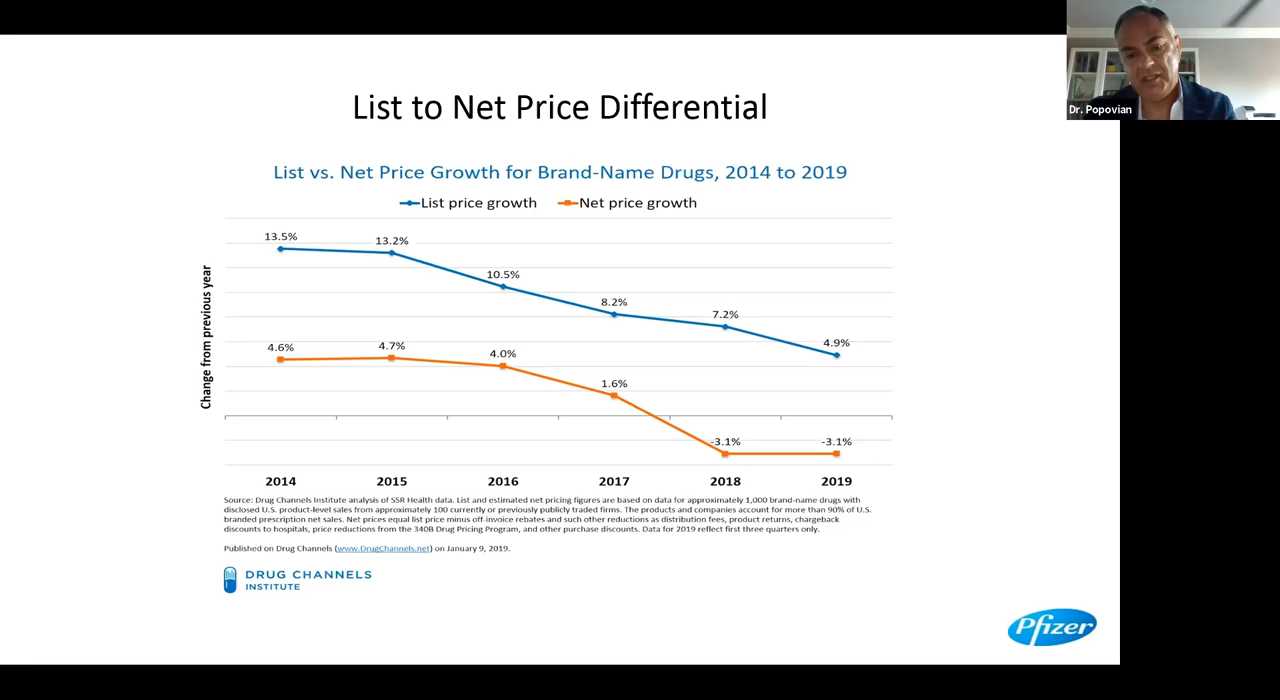 Dr. Popovian
List to Net Price Differential
List vs. Net Price Growth for Brand-Name Drugs, 2014 to 2019
List price growth Net price growth
Change from previous year
13.5% 13.2% 10.5% 8.2% 7.2% 4.9%
4.6% 4.7% 4.0% 1.6% -3.1% -3.1%
2014 2015 2016 2017 2018 2019
Source: Drug Channels Institute analysis of SSR Health data. List and estimated net pricing figures are based on data for approximately 1,000 brand-name drugs with
disclosed U.S. product-level sales from approximately 100 currently or previously publicly traded firms. The products and companies account for more than 90% of U.S.
branded prescription net sales. Net prices equal list price minus off-invoice rebates and such other reductions as distribution fees, product returns, chargeback
discounts to hospitals, price reductions from the 340B Drug Pricing Program, and other purchase discounts. Data for 2019 reflect first three quarters only.
Published on Drug Channels (www.DrugChannels.net) on January 9, 2019.
DRUG CHANNELS
INSTITUTE
Pfizer